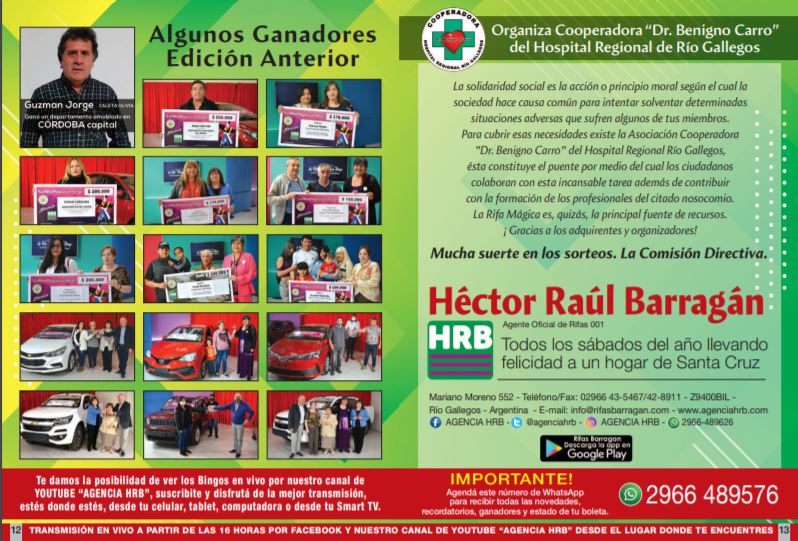 Algunos Ganadores
Edición Anterior
Guzman Jorge CALETA OLIVIA
Ganó un departamento amoblado en
CÓRDOBA capital
$ 250.000
$ 200.000
Te damos la posibilidad de ver los Bingos en vivo por nuestro canal de
YOUTUBE “AGENCIA HRB”, suscribite y disfrutá de la mejor transmisión,
estés donde estés, desde tu celular, tablet, computadora o desde tu Smart TV.
COOPERADORA
HOSPITAL REGIONAL RÍO GALLEGOS
Organiza Cooperadora “Dr. Benigno Carro”
del Hospital Regional de Río Gallegos
La solidaridad social es la acción o principio moral según el cual la
sociedad hace causa común para intentar solventar determinadas
situaciones adversas que sufren algunos de tus miembros.
Para cubrir esas necesidades existe la Asociación Cooperadora
"Dr. Benigno Carro" del Hospital Regional Río Gallegos,
ésta constituye el puente por medio del cual los ciudadanos
colaboran con esta incansable tarea además de contribuir
con la formación de los profesionales del citado nosocomio.
La Rifa Mágica es, quizás, la principal fuente de recursos.
¡ Gracias a los adquirentes y organizadores!
Mucha suerte en los sorteos. La Comisión Directiva.
Héctor Raúl Barragán
Agente Oficial de Rifas 001
HRB
Todos los sábados del año llevando
felicidad a un hogar de Santa Cruz
Mariano Moreno 552 - Teléfono/Fax: 02966 43-5467/42-8911 - Z9400BIL -
Río Gallegos - Argentina - E-mail: info@rifasbarragan.com - www.agenciahrb.com
AGENCIA HRB - @agenciahrb - AGENCIA HRB - 2966-489626
Rifas Barragan
Descarga la app en
Google Play
IMPORTANTE!
Agendá este número de WhatsApp
para recibir todas las novedades,
recordatorios, ganadores y estado de tu boleta.
2966 489576
12 TRANSMISIÓN EN VIVO A PARTIR DE LAS 16 HORAS POR FACEBOOK Y NUESTRO CANAL DE YOUTUBE “AGENCIA HRB” DESDE EL LUGAR DONDE TE ENCUENTRES 13